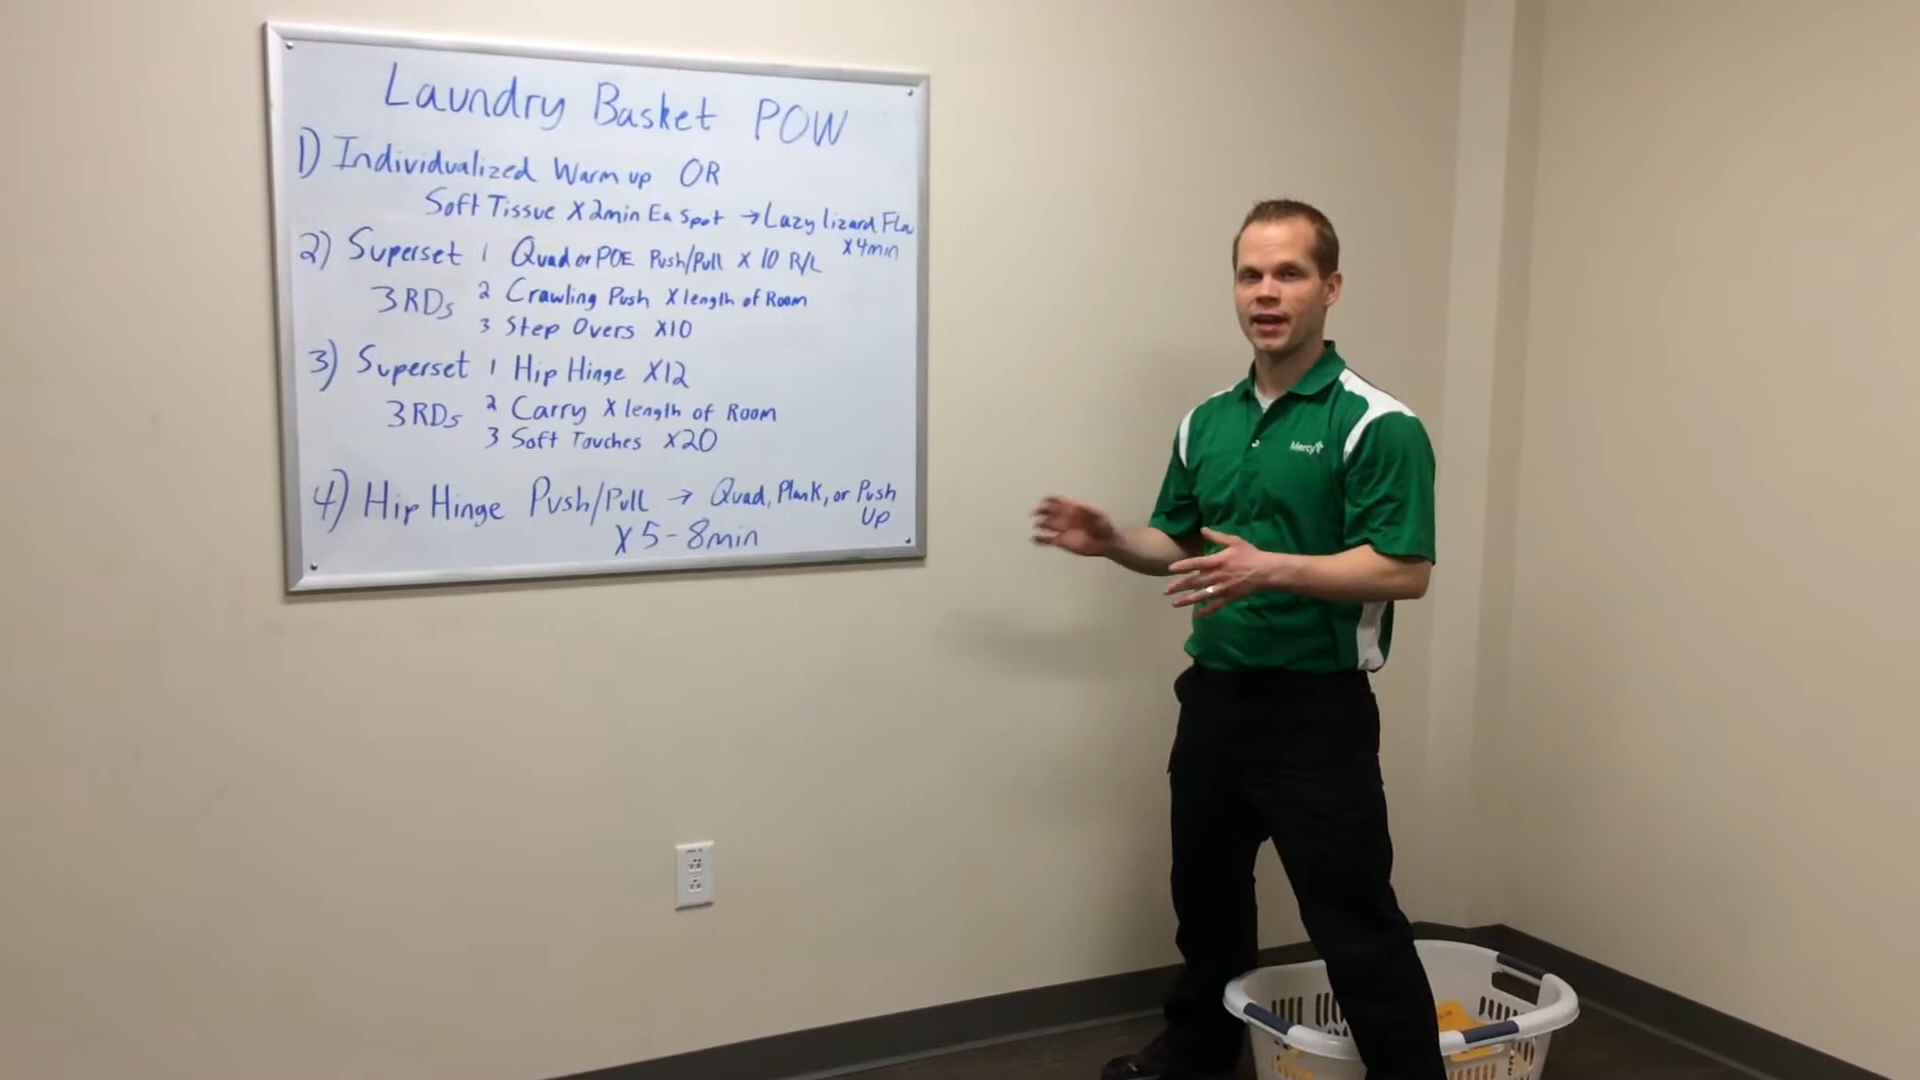 Laundry Basket POW
1) Individualized Warm up OR
Soft Tissue X 2min Ea Spot → Lazy lizard Flow
X 4min
2) Superset 1 Quad or POE Push/Pull X 10 R/L
3RDs 2 Crawling Push X length of Room
3 Step Overs X10
3) Superset 1 Hip Hinge X12
3RDs 2 Carry X length of Room
3 Soft Touches X20
4) Hip Hinge Push/Pull → Quad, Plank, or Push
Up
X 5-8min
Mercy